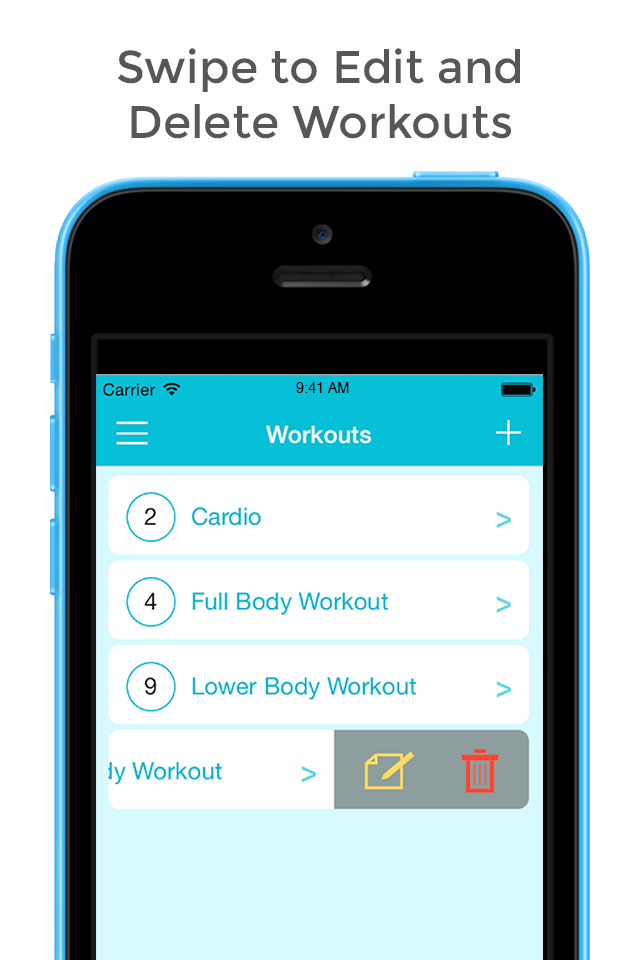 Swipe to Edit and
Delete Workouts
Carrier 9:41 AM
Workouts
2 Cardio >
4 Full Body Workout >
9 Lower Body Workout >
dy Workout >